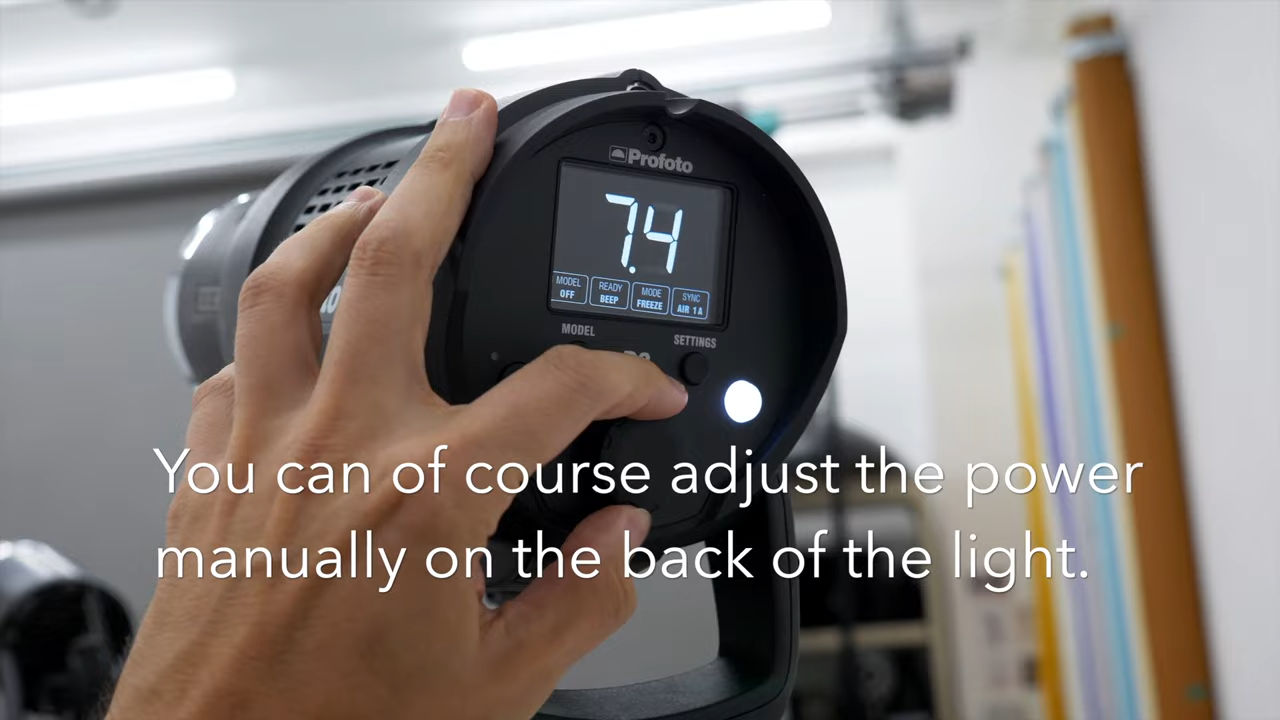 Profoto
7.4
MODEL
OFF
READY
BEEP
MODE
FREEZE
SYNC
AIR 1A
MODEL
SETTINGS
You can of course adjust the power
manually on the back of the light.